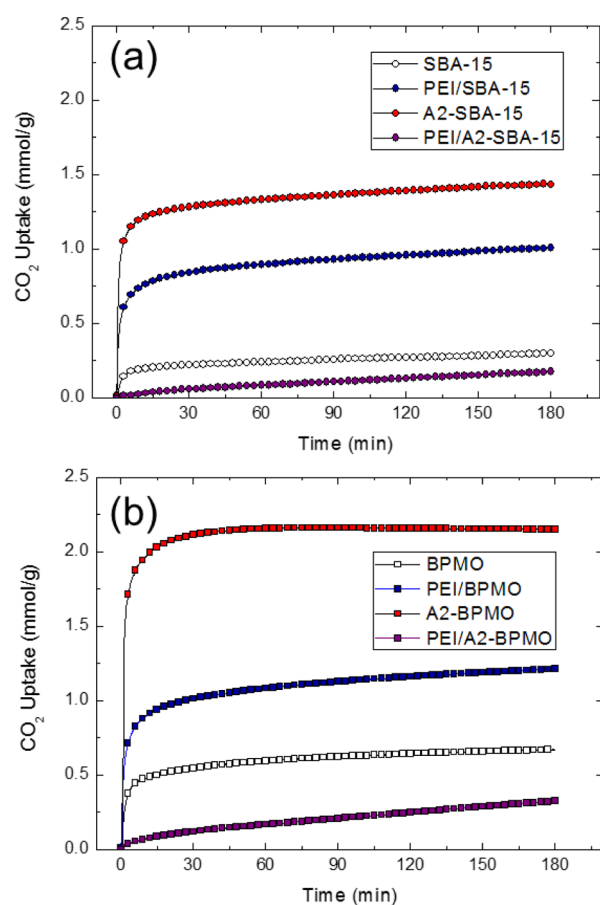 (a)
SBA-15
PEI/SBA-15
A2-SBA-15
PEI/A2-SBA-15
CO2 Uptake (mmol/g)
2.5
2.0
1.5
1.0
0.5
0.0
0 30 60 90 120 150 180
Time (min)
(b)
BPMO
PEI/BPMO
A2-BPMO
PEI/A2-BPMO
CO2 Uptake (mmol/g)
2.5
2.0
1.5
1.0
0.5
0.0
0 30 60 90 120 150 180
Time (min)